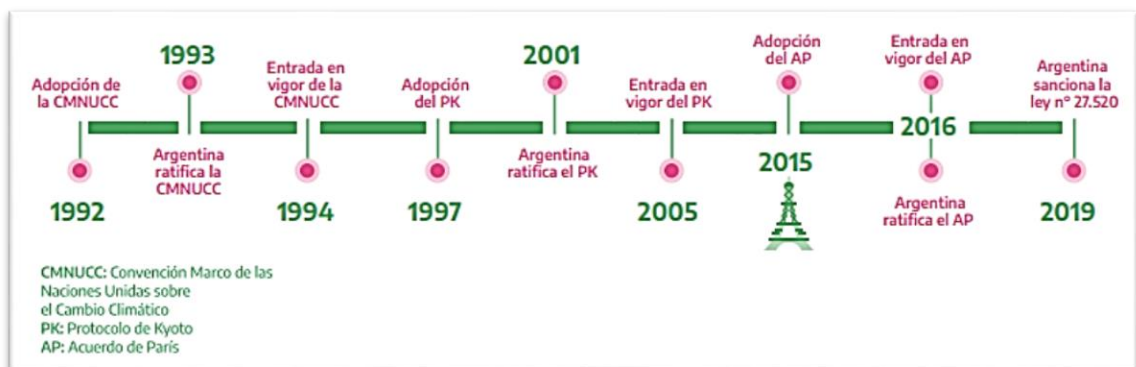 1993
2001
Adopción
del AP
Entrada en
vigor del AP
Adopción de
la CMNUCC
Entrada en
vigor de la
CMNUCC
Adopción
del PK
Entrada en
vigor del PK
Argentina
sanciona la
ley n° 27.520
2016
Argentina
ratifica la
CMNUCC
Argentina
ratifica el PK
2015
Argentina
ratifica el AP
1992
1994
1997
2005
2019
CMNUCC: Convención Marco de las
Naciones Unidas sobre
el Cambio Climático
PK: Protocolo de Kyoto
AP: Acuerdo de París